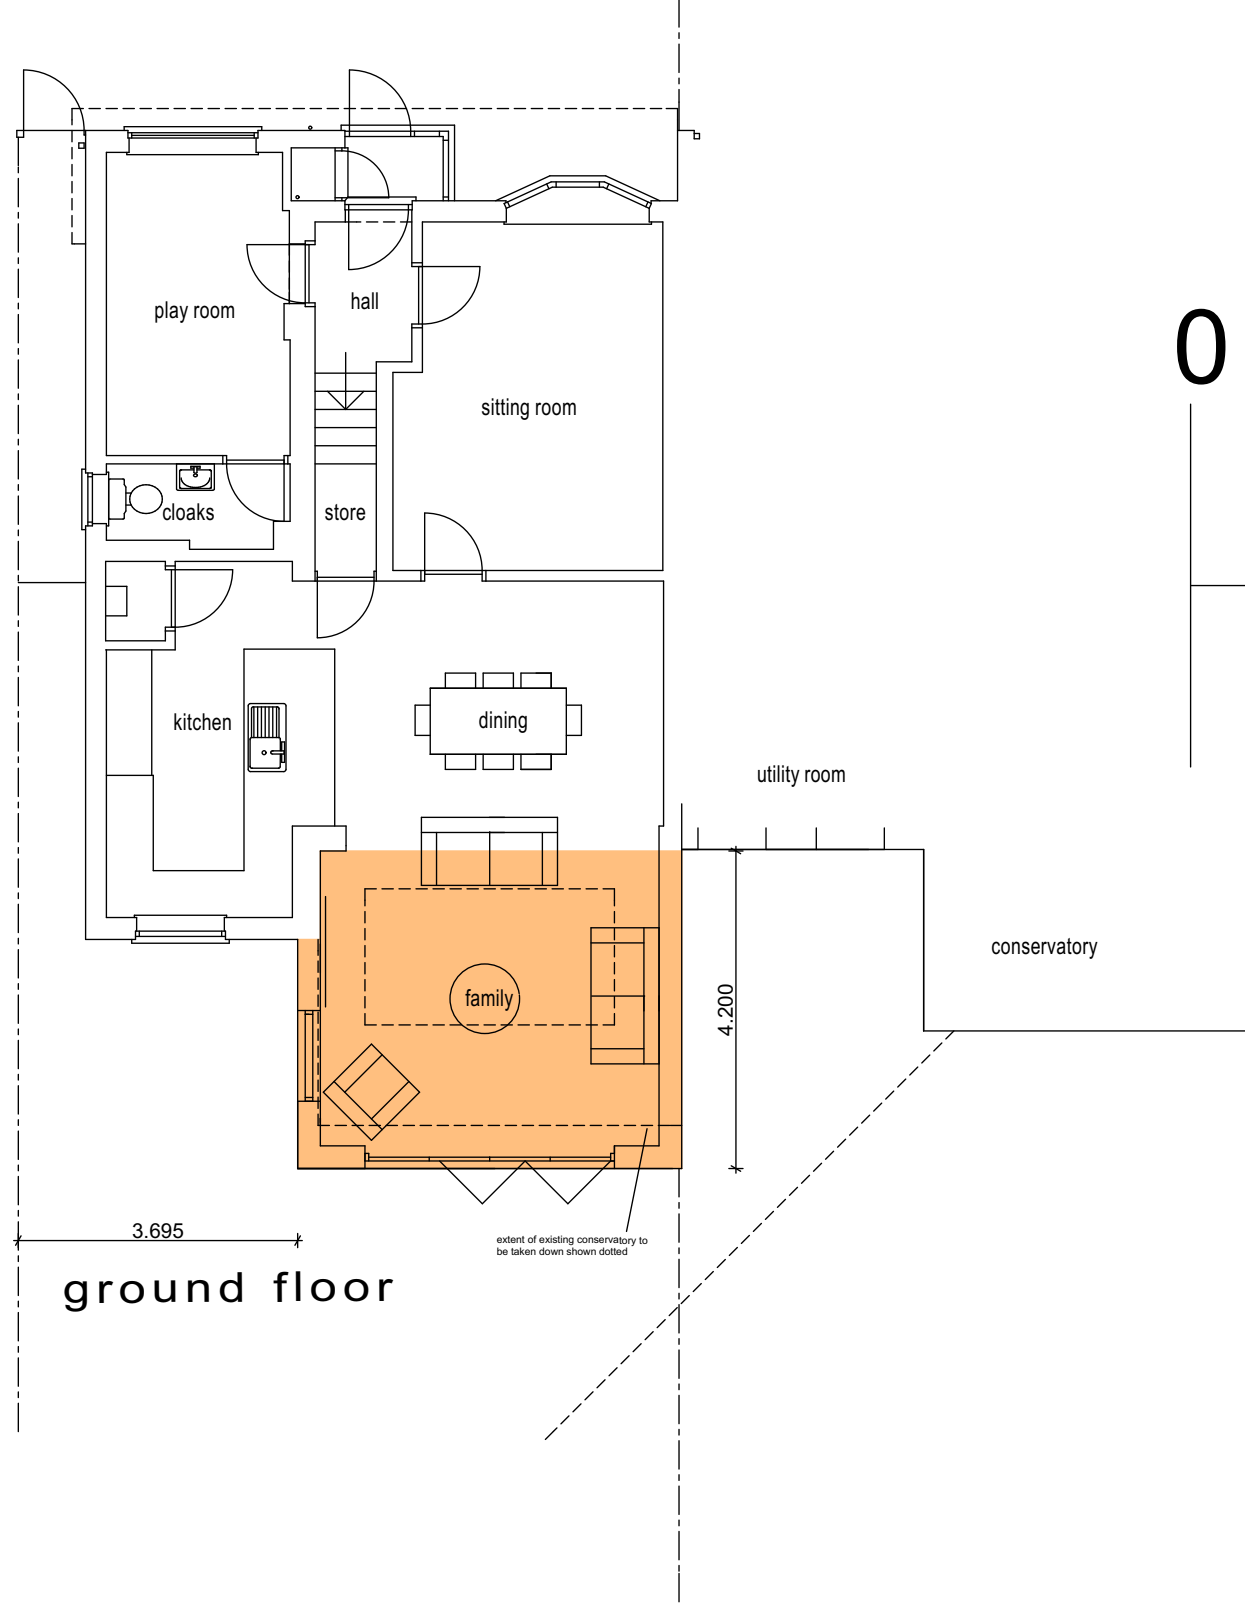 0
play room
hall
sitting room
cloaks
store
kitchen
dining
utility room
conservatory
family
4.200
3.695
extent of existing conservatory to
be taken down shown dotted
ground floor